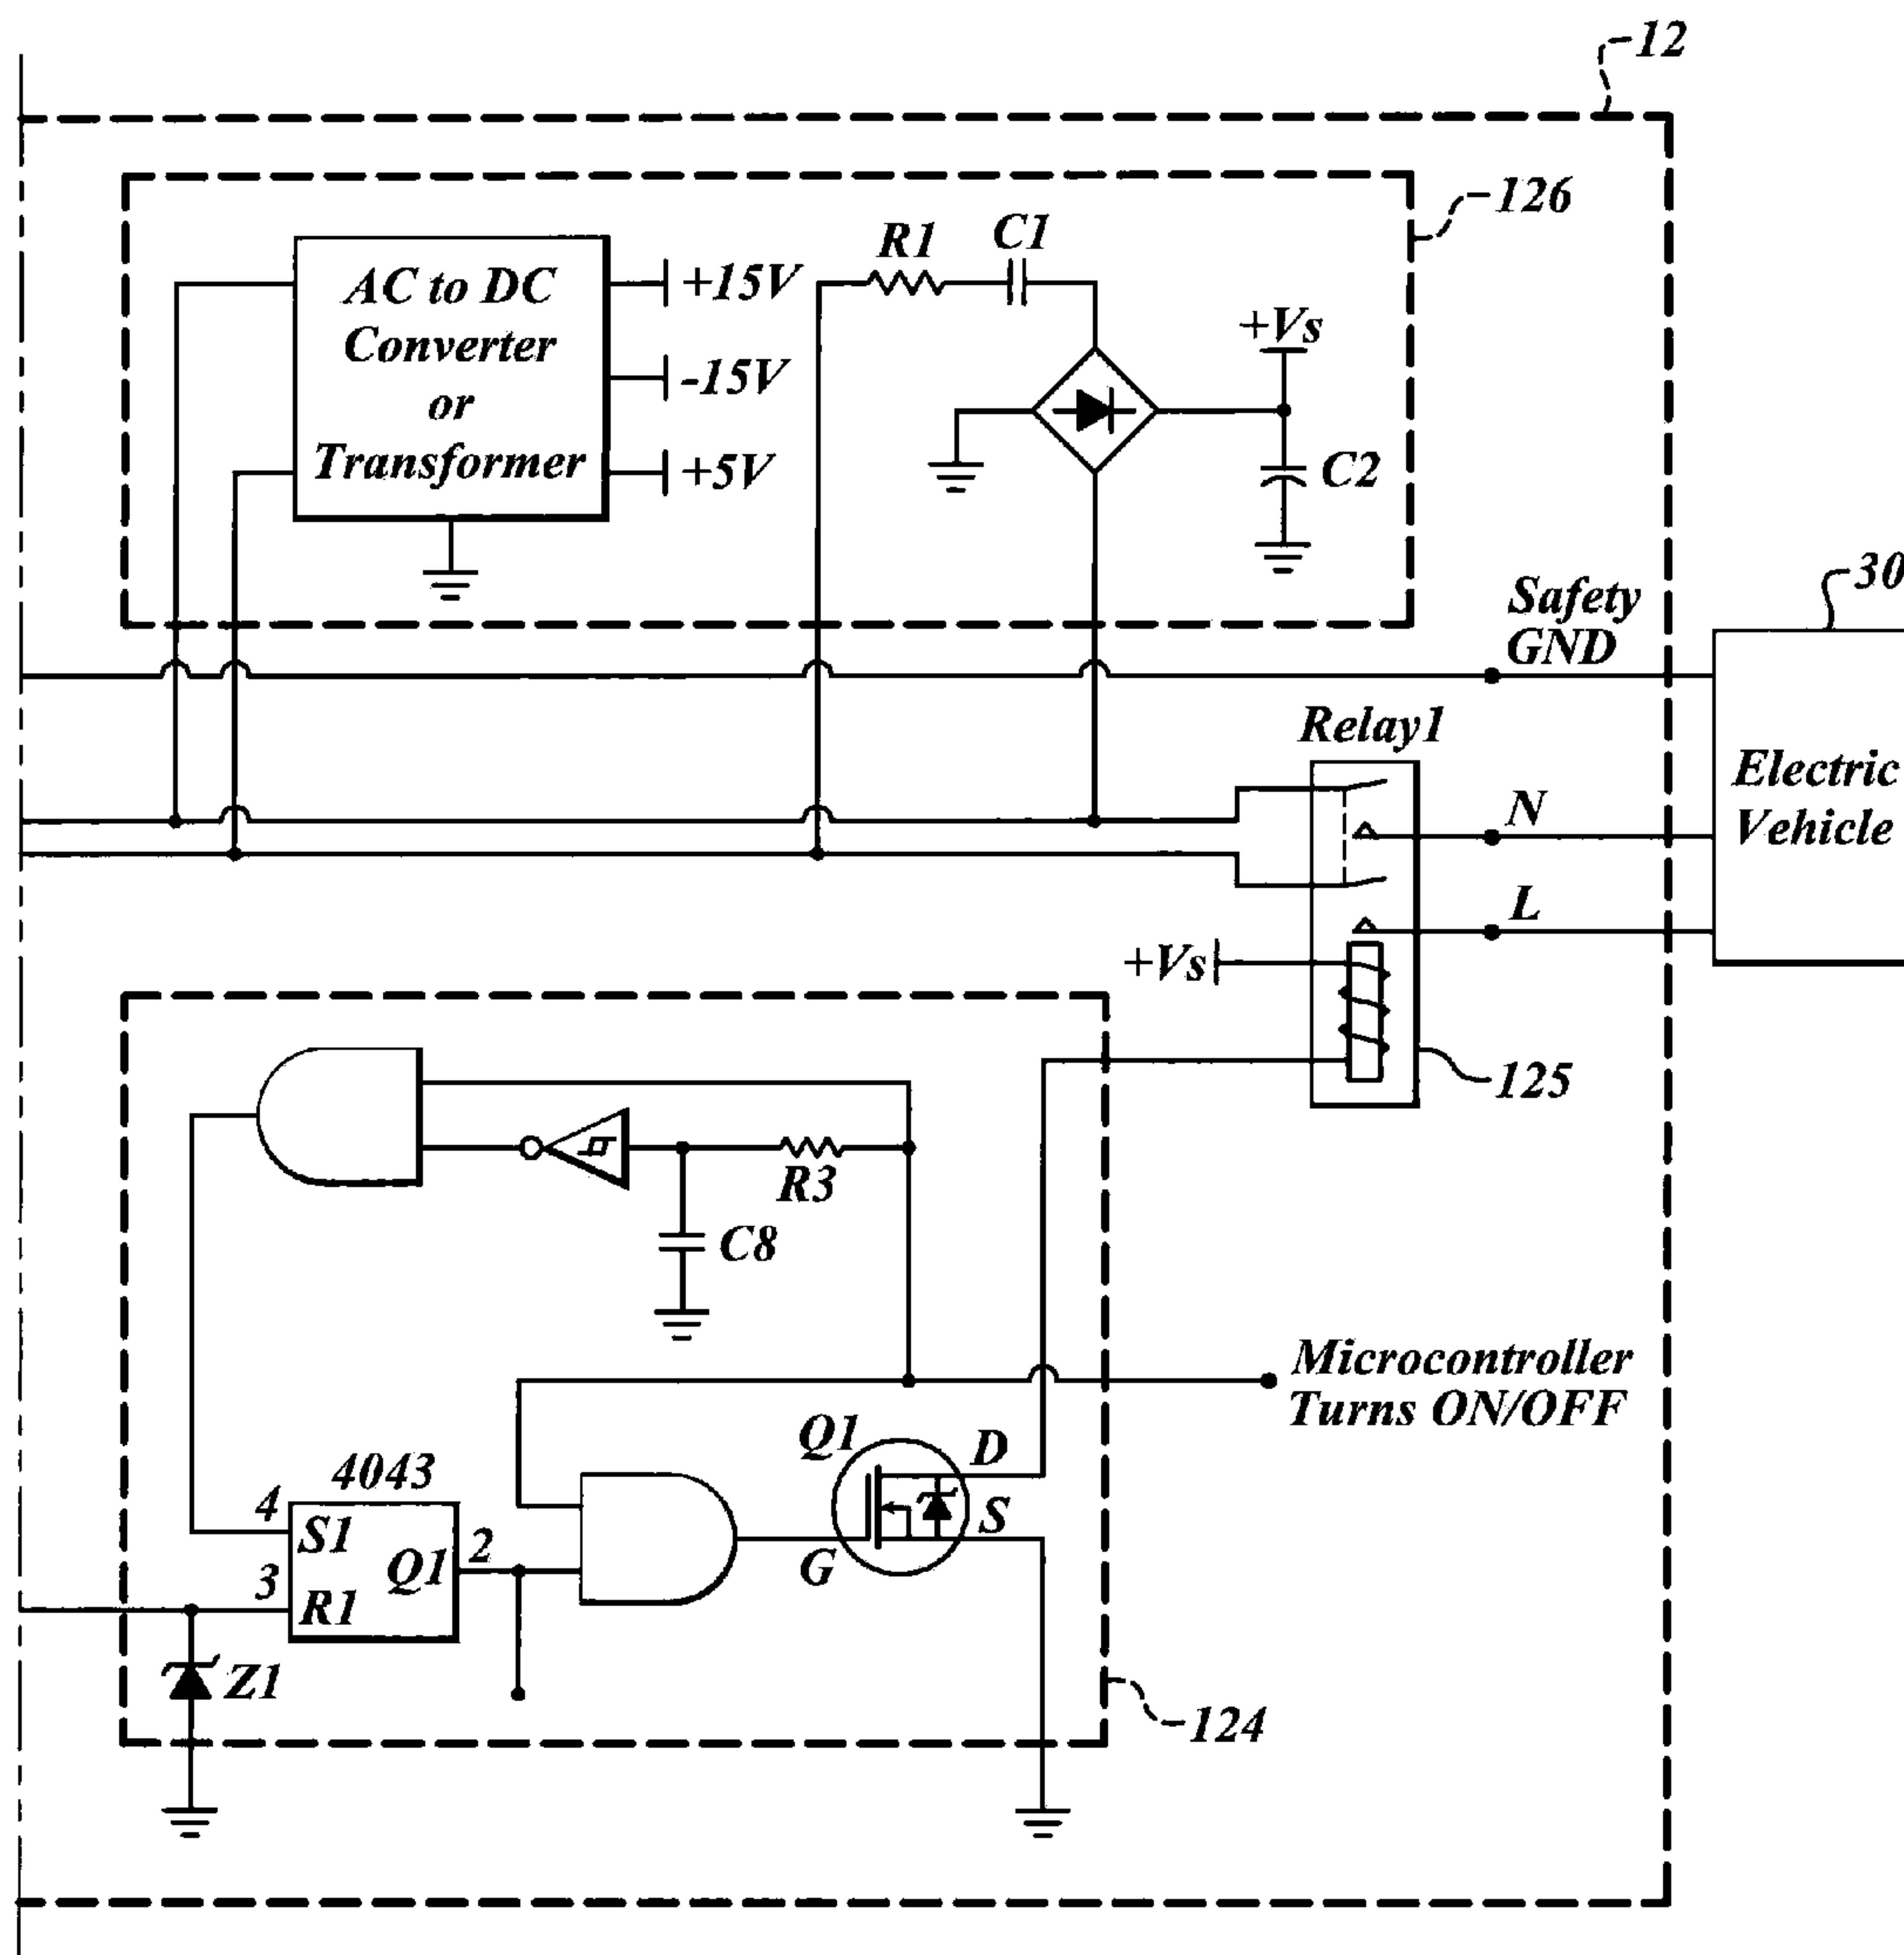 12
126
R1
C1
AC to DC
Converter
or
Transformer
+15V
-15V
+5V
+Vs
C2
30
Safety
GND
Relay1
Electric
Vehicle
N
L
+Vs
125
R3
C8
Microcontroller
Turns ON/OFF
Q1
D
S
G
4043
4
S1
3
R1
Q1
2
Z1
124